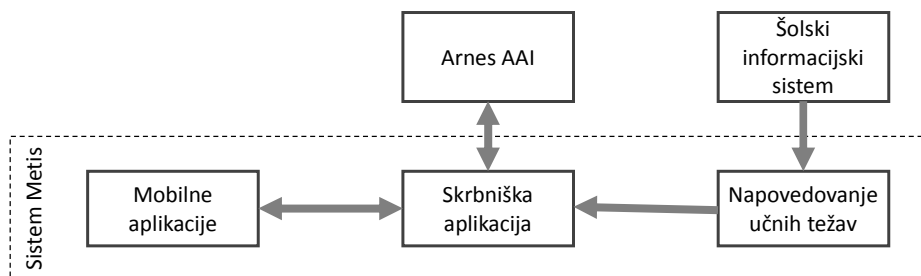 Arnes AAI
Šolski
informacijski
sistem
Sistem Metis
Mobilne
aplikacije
Skrbniška
aplikacija
Napovedovanje
učnih težav